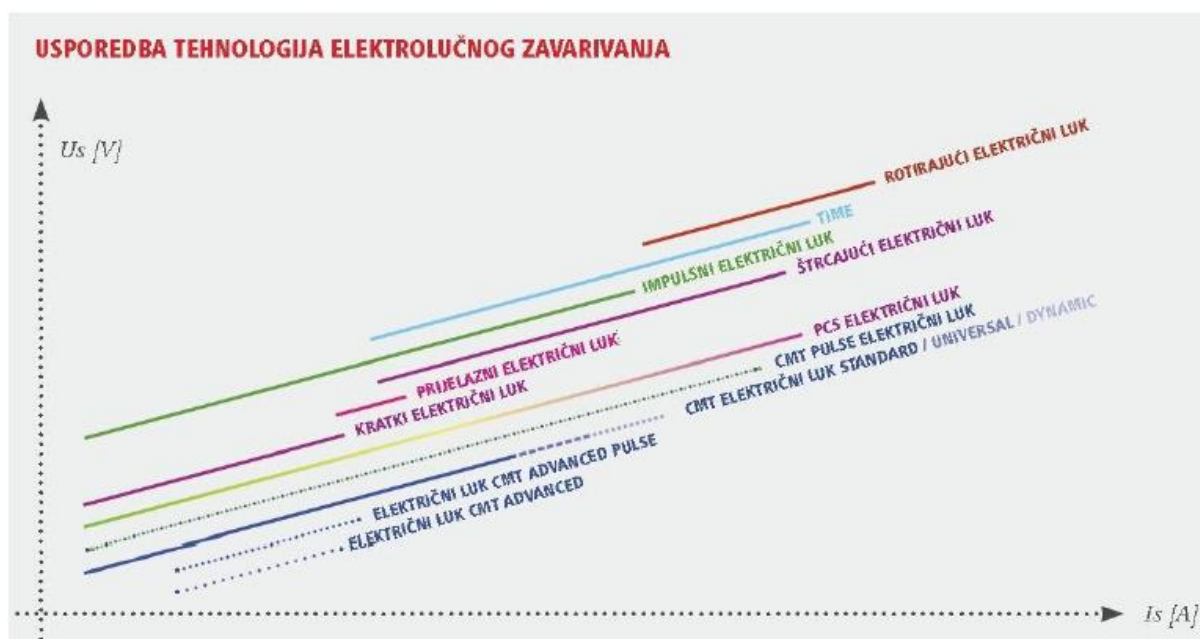 USPOREDBA TEHNOLOGIJA ELEKTROLUČNOG ZAVARIVANJA
Us [V]
ROTIRAJUĆI ELEKTRIČNI LUK
TIME
IMPULSNI ELEKTRIČNI LUK
ŠTRCAJUĆI ELEKTRIČNI LUK
PRIJELAZNI ELEKTRIČNI LUK
KRATKI ELEKTRIČNI LUK
PCS ELEKTRIČNI LUK
CMT PULSE ELEKTRIČNI LUK
CMT ELEKTRIČNI LUK STANDARD / UNIVERSAL / DYNAMIC
ELEKTRIČNI LUK CMT ADVANCED PULSE
ELEKTRIČNI LUK CMT ADVANCED
Is [A]